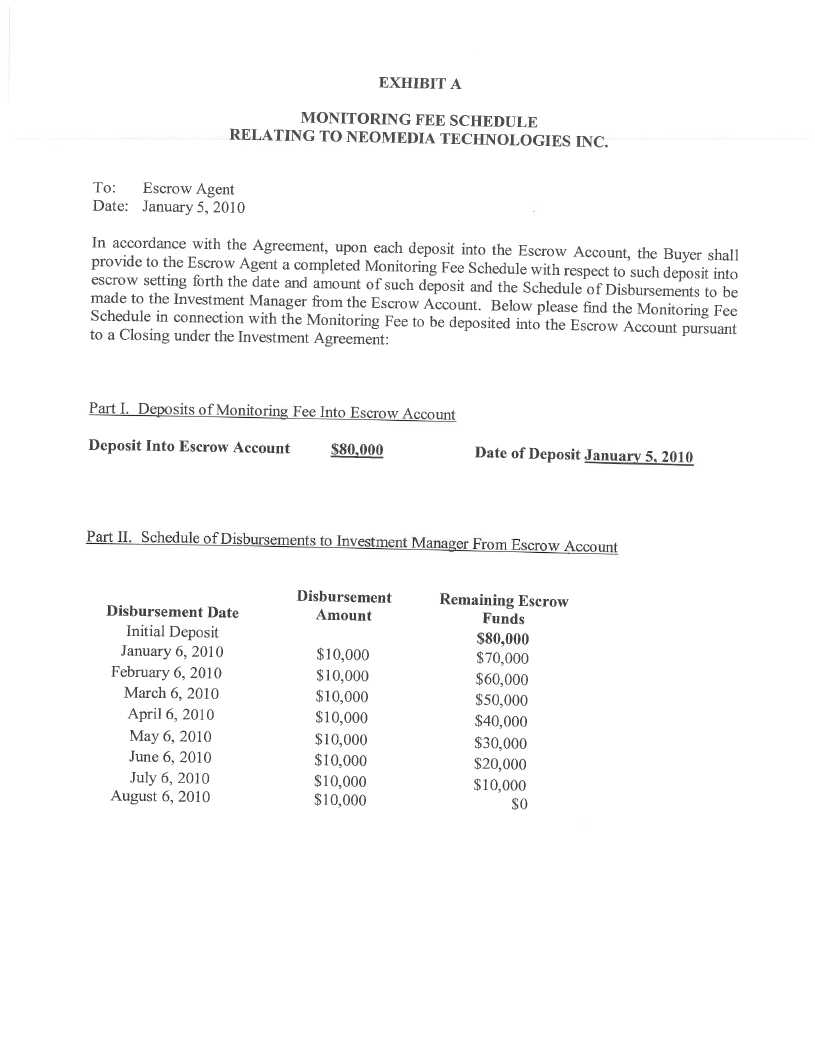 EXHIBIT A
MONITORING FEE SCHEDULE
RELATING TO NEOMEDIA TECHNOLOGIES INC.
To: Escrow Agent
Date: January 5, 2010
In accordance with the Agreement, upon each deposit into the Escrow Account, the Buyer shall
provide to the Escrow Agent a completed Monitoring Fee Schedule with respect to such deposit into
escrow setting forth the date and amount of such deposit and the Schedule of Disbursements to be
made to the Investment Manager from the Escrow Account. Below please find the Monitoring Fee
Schedule in connection with the Monitoring Fee to be deposited into the Escrow Account pursuant
to a Closing under the Investment Agreement:
Part I. Deposits of Monitoring Fee Into Escrow Account
Deposit Into Escrow Account $80,000 Date of Deposit January 5, 2010
Part II. Schedule of Disbursements to Investment Manager From Escrow Account
Disbursement Remaining Escrow
Disbursement Date Amount Funds
Initial Deposit $80,000
January 6, 2010 $10,000 $70,000
February 6, 2010 $10,000 $60,000
March 6, 2010 $10,000 $50,000
April 6, 2010 $10,000 $40,000
May 6, 2010 $10,000 $30,000
June 6, 2010 $10,000 $20,000
July 6, 2010 $10,000 $10,000
August 6, 2010 $10,000 $0